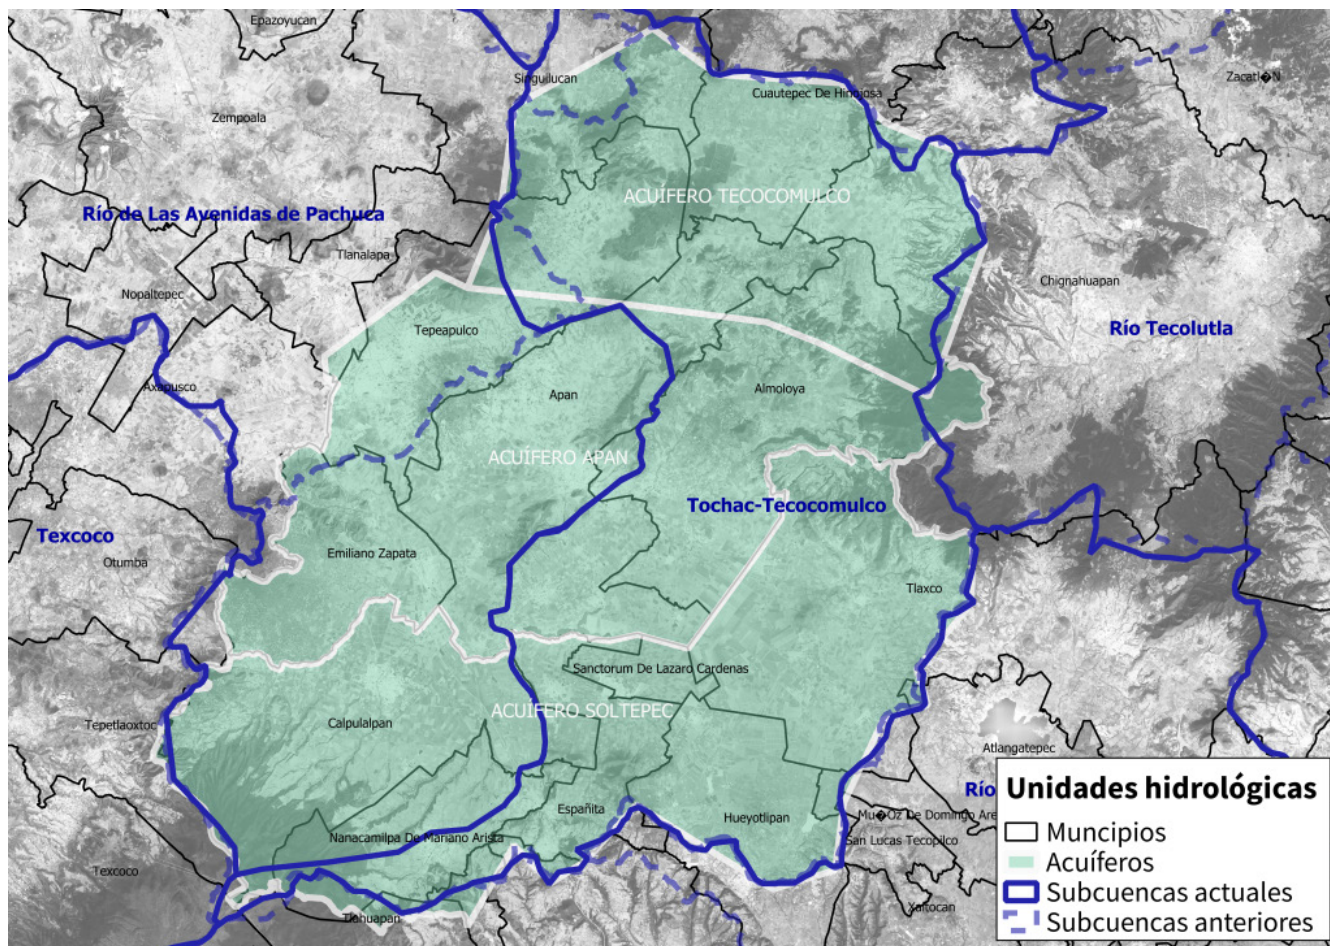 Epazoyucan
Singuilucan
Zacatl�N
Cuautepec De Hinojosa
Zempoala
ACUÍFERO TECOCOMULCO
Río de Las Avenidas de Pachuca
Tlanalapa
Chignahuapan
Nopaltepec
Tepeapulco
Río Tecolutla
Axapusco
Almoloya
Apan
ACUÍFERO APAN
Tochac-Tecocomulco
Texcoco
Emiliano Zapata
Otumba
Tlaxco
Sanctorum De Lazaro Cardenas
ACUÍFERO SOLTEPEC
Calpulalpan
Tepetlaoxtoc
Atlangatepec
Río
Unidades hidrológicas
Españita
Hueyotlipan
Mu�Oz De Domingo Are
Nanacamilpa De Mariano Arista
San Lucas Tecopilco
Muncipios
Acuíferos
Texcoco
Subcuencas actuales
Xaltocan
Tlahuapan
Subcuencas anteriores